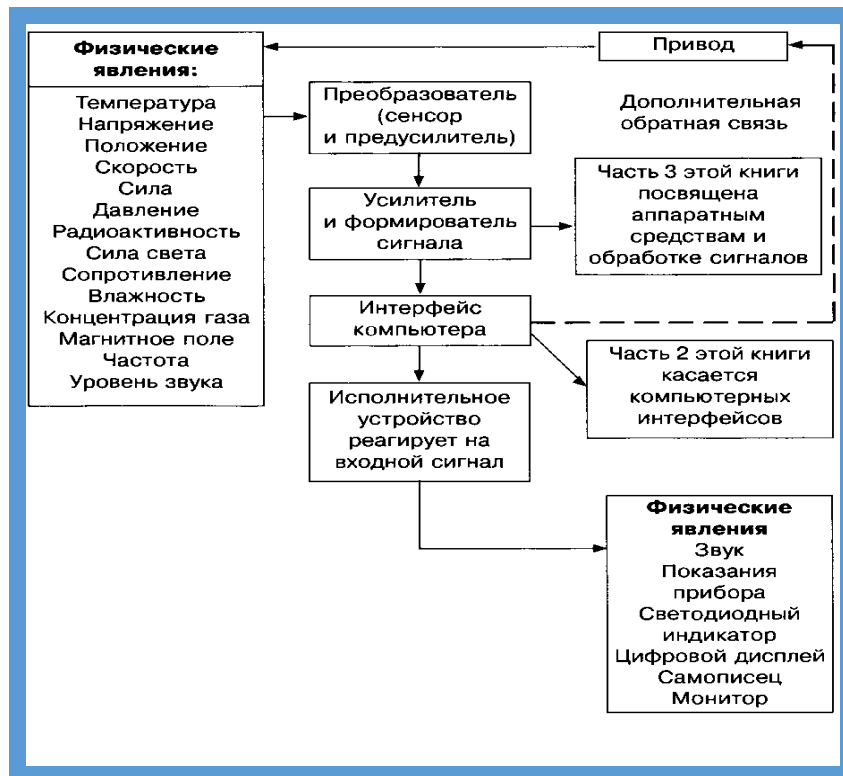 Физические
явления:
Температура
Напряжение
Положение
Скорость
Сила
Давление
Радиоактивность
Сила света
Сопротивление
Влажность
Концентрация газа
Магнитное поле
Частота
Уровень звука
Привод
Преобразователь
(сенсор
и предусилитель)
Дополнительная
обратная связь
Усилитель
и формирователь
сигнала
Часть 3 этой книги
посвящена
аппаратным
средствам и
обработке сигналов
Интерфейс
компьютера
Часть 2 этой книги
касается
компьютерных
интерфейсов
Исполнительное
устройство
реагирует на
входной сигнал
Физические
явления
Звук
Показания
прибора
Светодиодный
индикатор
Цифровой дисплей
Самописец
Монитор